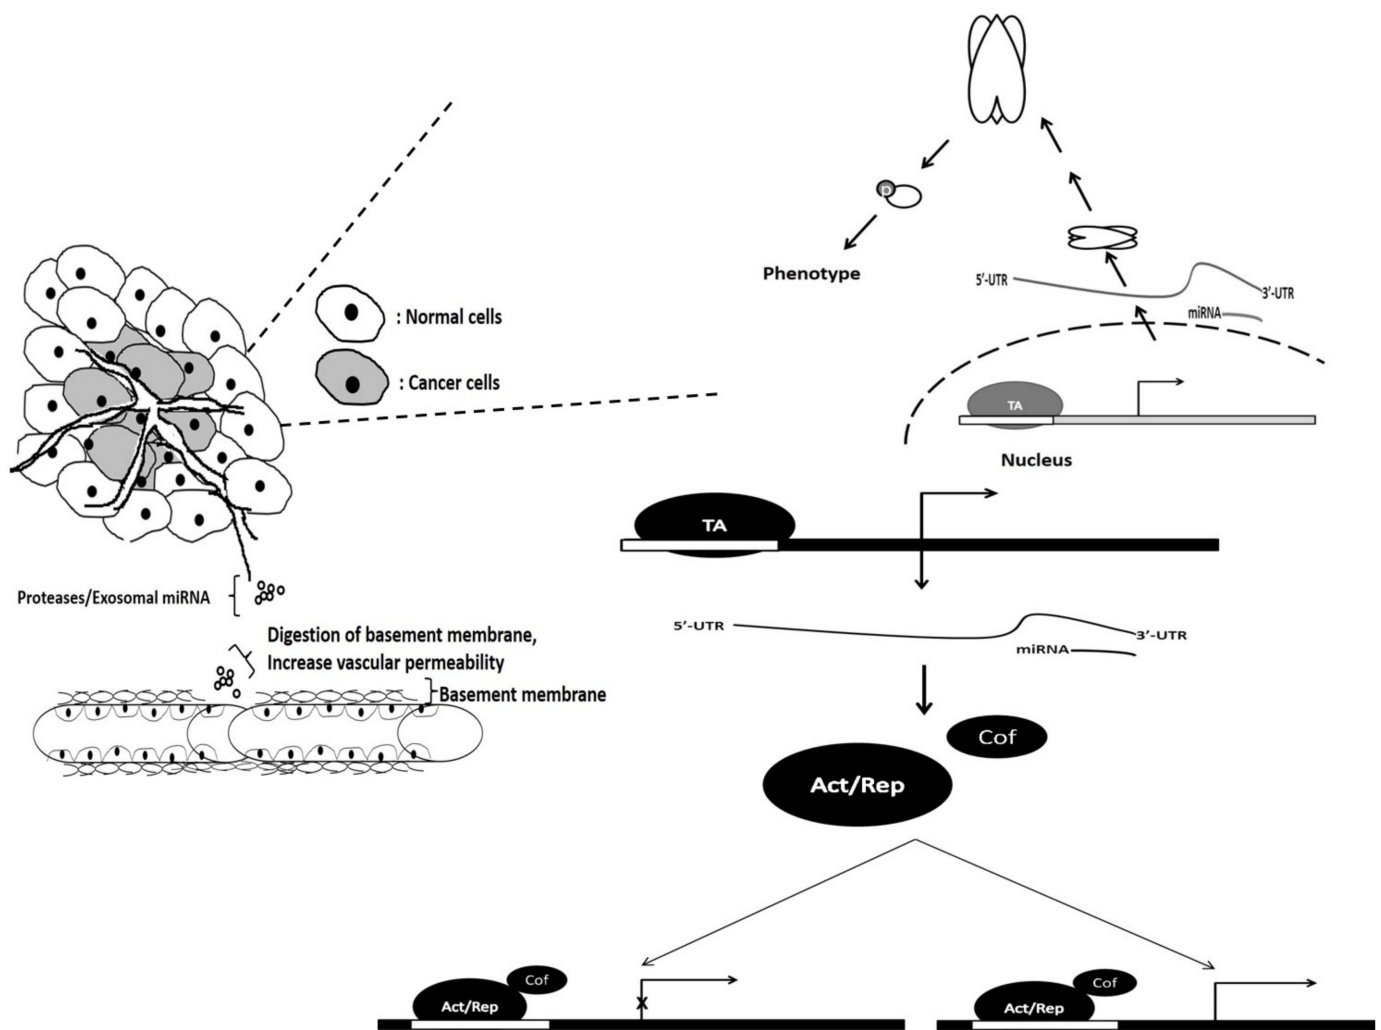 p
Phenotype
5'-UTR
3'-UTR
miRNA
: Normal cells
: Cancer cells
TA
Nucleus
TA
Proteases/Exosomal miRNA
5'-UTR
3'-UTR
miRNA
Digestion of basement membrane,
Increase vascular permeability
Basement membrane
Cof
Act/Rep
Cof
Act/Rep
X
Cof
Act/Rep